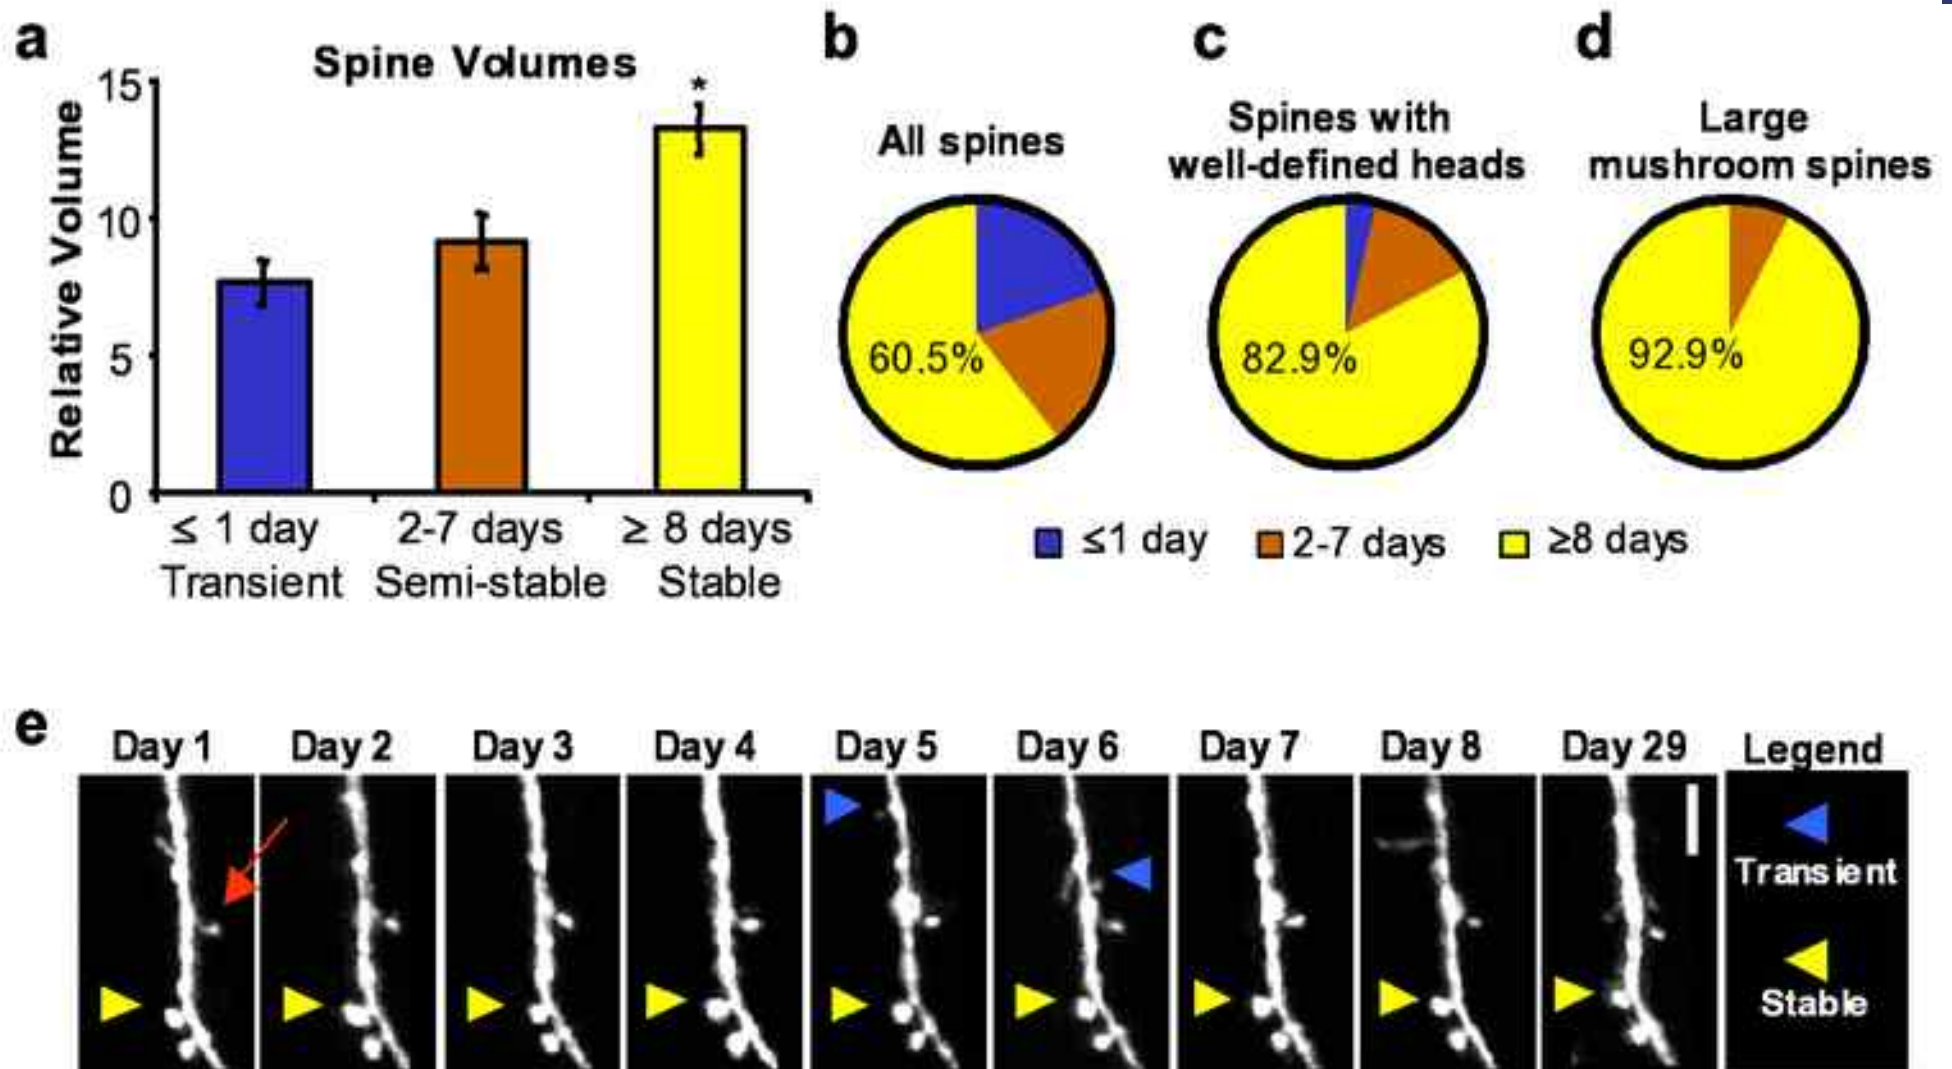 a
Spine Volumes
15
10
5
0
Relative Volume
*
≤ 1 day
Transient
2-7 days
Semi-stable
≥ 8 days
Stable
b
All spines
60.5%
c
Spines with
well-defined heads
82.9%
d
Large
mushroom spines
92.9%
≤1 day
2-7 days
≥8 days
e
Day 1
Day 2
Day 3
Day 4
Day 5
Day 6
Day 7
Day 8
Day 29
Legend
Transient
Stable